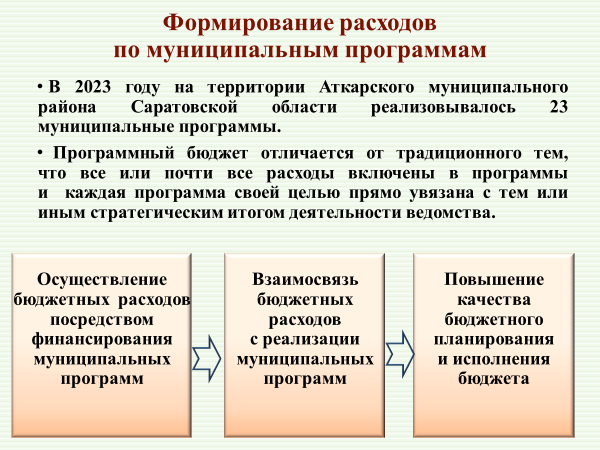 Формирование расходов
по муниципальным программам
• В 2023 году на территории Аткарского муниципального
района Саратовской области реализовывалось 23
муниципальные программы.
• Программный бюджет отличается от традиционного тем,
что все или почти все расходы включены в программы
и каждая программа своей целью прямо увязана с тем или
иным стратегическим итогом деятельности ведомства.
Осуществление
бюджетных расходов
посредством
финансирования
муниципальных
программ
Взаимосвязь
бюджетных
расходов
с реализации
муниципальных
программ
Повышение
качества
бюджетного
планирования
и исполнения
бюджета